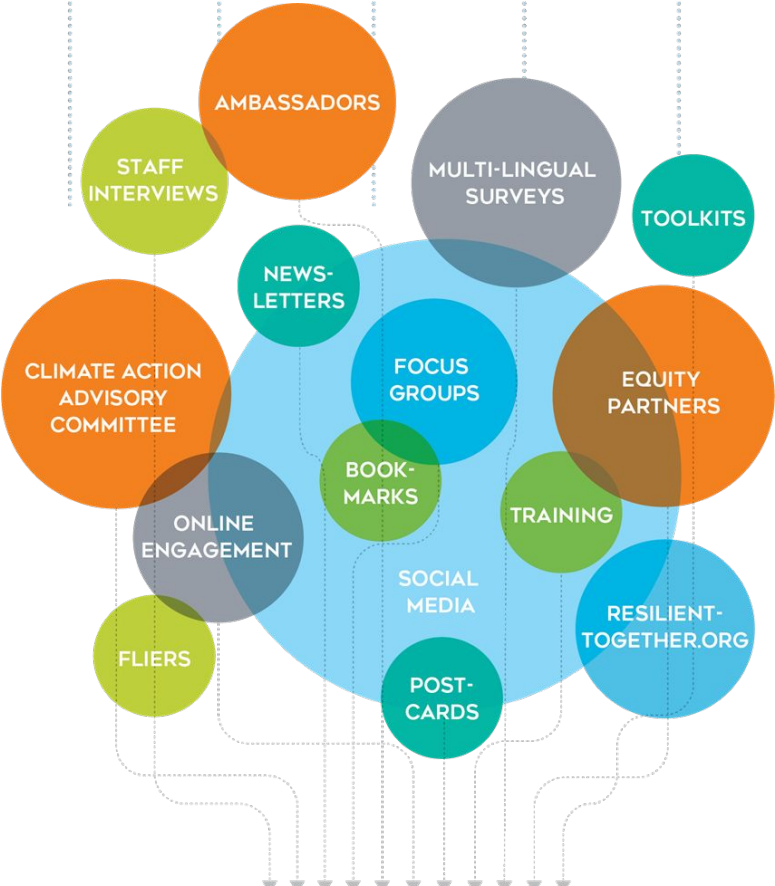 AMBASSADORS
STAFF
INTERVIEWS
MULTI-LINGUAL
SURVEYS
TOOLKITS
NEWS-
LETTERS
CLIMATE ACTION
ADVISORY
COMMITTEE
FOCUS
GROUPS
EQUITY
PARTNERS
BOOK-
MARKS
TRAINING
ONLINE
ENGAGEMENT
SOCIAL
MEDIA
RESILIENT-
TOGETHER.ORG
FLIERS
POST-
CARDS